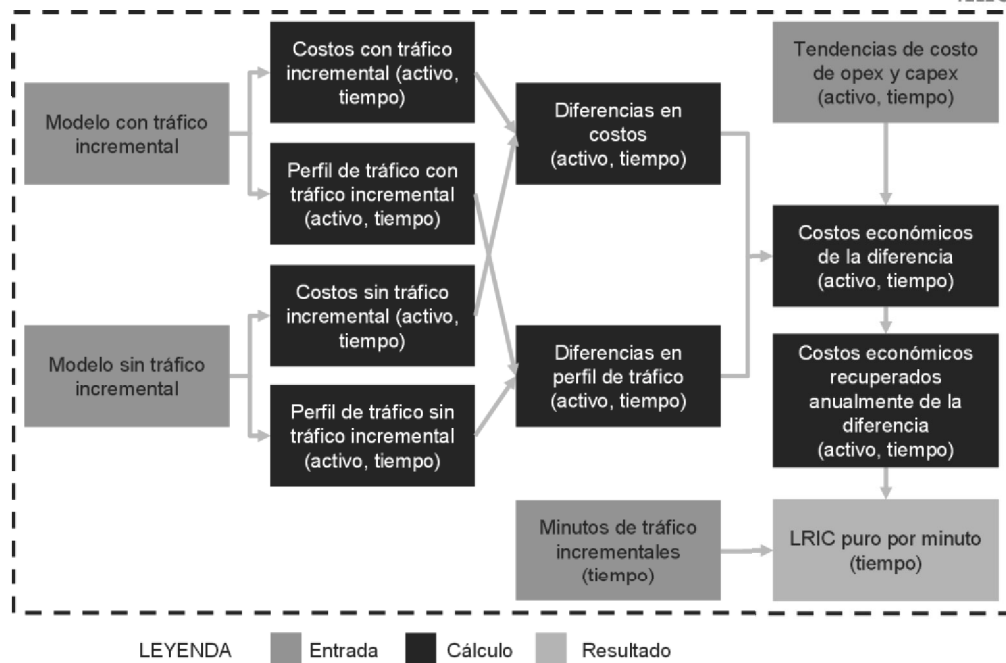 Modelo con tráfico
incremental
Modelo sin tráfico
incremental
Costos con tráfico
incremental (activo,
tiempo)
Perfil de tráfico con
tráfico incremental
(activo, tiempo)
Costos sin tráfico
incremental (activo,
tiempo)
Perfil de tráfico sin
tráfico incremental
(activo, tiempo)
Diferencias en
costos
(activo, tiempo)
Diferencias en
perfil de tráfico
(activo, tiempo)
Minutos de tráfico
incrementales
(tiempo)
Tendencias de costo
de opex y capex
(activo, tiempo)
Costos económicos
de la diferencia
(activo, tiempo)
Costos económicos
recuperados
anualmente de la
diferencia
(activo, tiempo)
LRIC puro por minuto
(tiempo)
LEYENDA
Entrada
Cálculo
Resultado